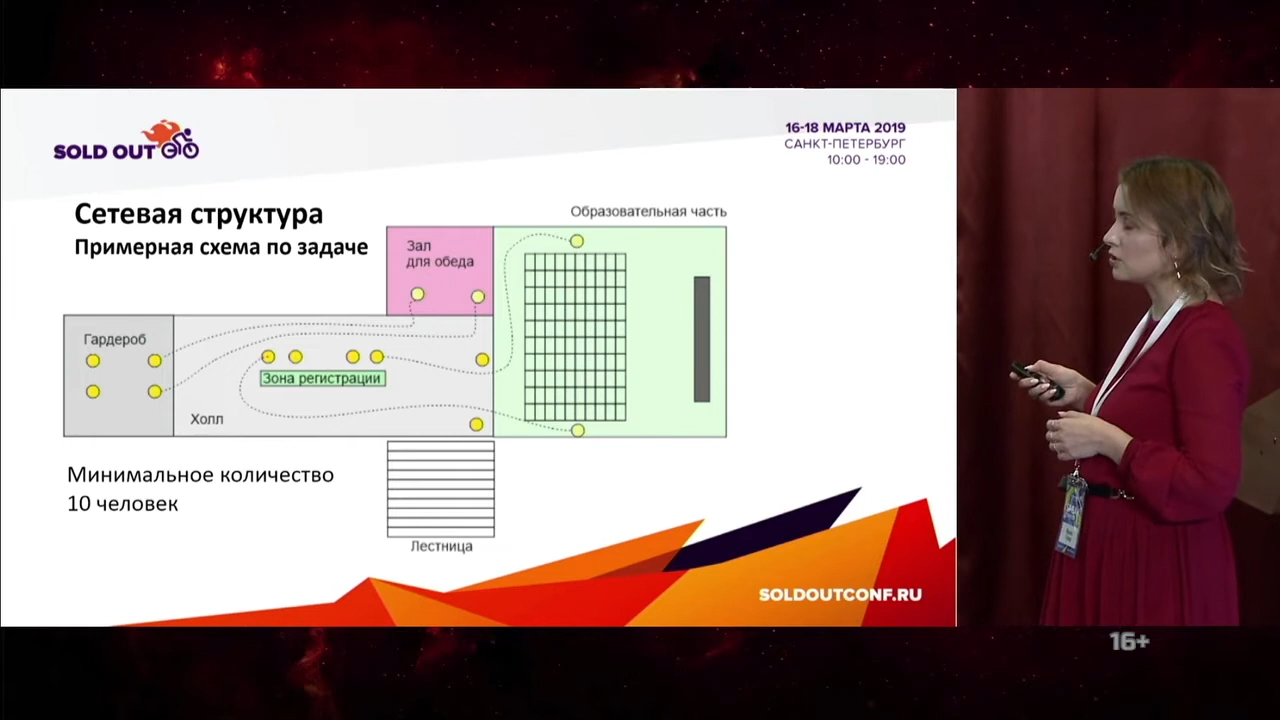 SOLD OUT
16-18 МАРТА 2019
САНКТ-ПЕТЕРБУРГ
10:00 - 19:00
Сетевая структура
Примерная схема по задаче
Образовательная часть
Зал
для обеда
Гардероб
Зона регистрации
Холл
Минимальное количество
10 человек
Лестница
SOLDOUTCONF.RU
16+